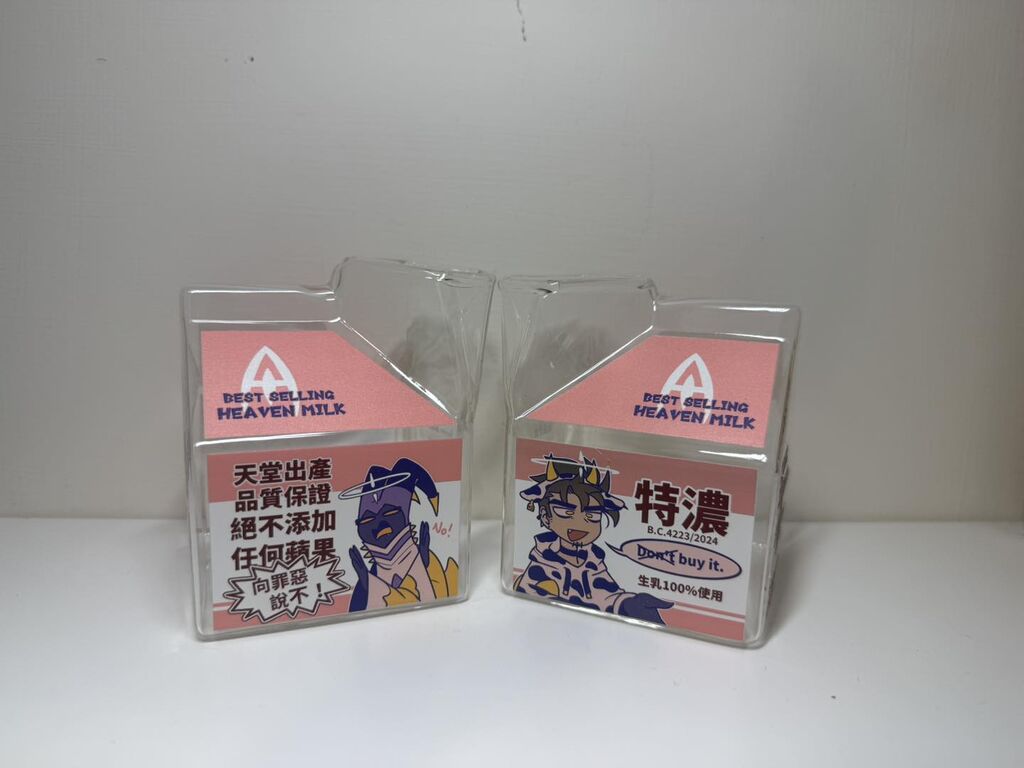 BEST SELLING
HEAVEN MILK
天堂出產
品質保證
絕不添加
任何蘋果
向罪惡
說不！
No!
BEST SELLING
HEAVEN MILK
特濃
B.C.4223/2024
Don't buy it.
生乳100%使用